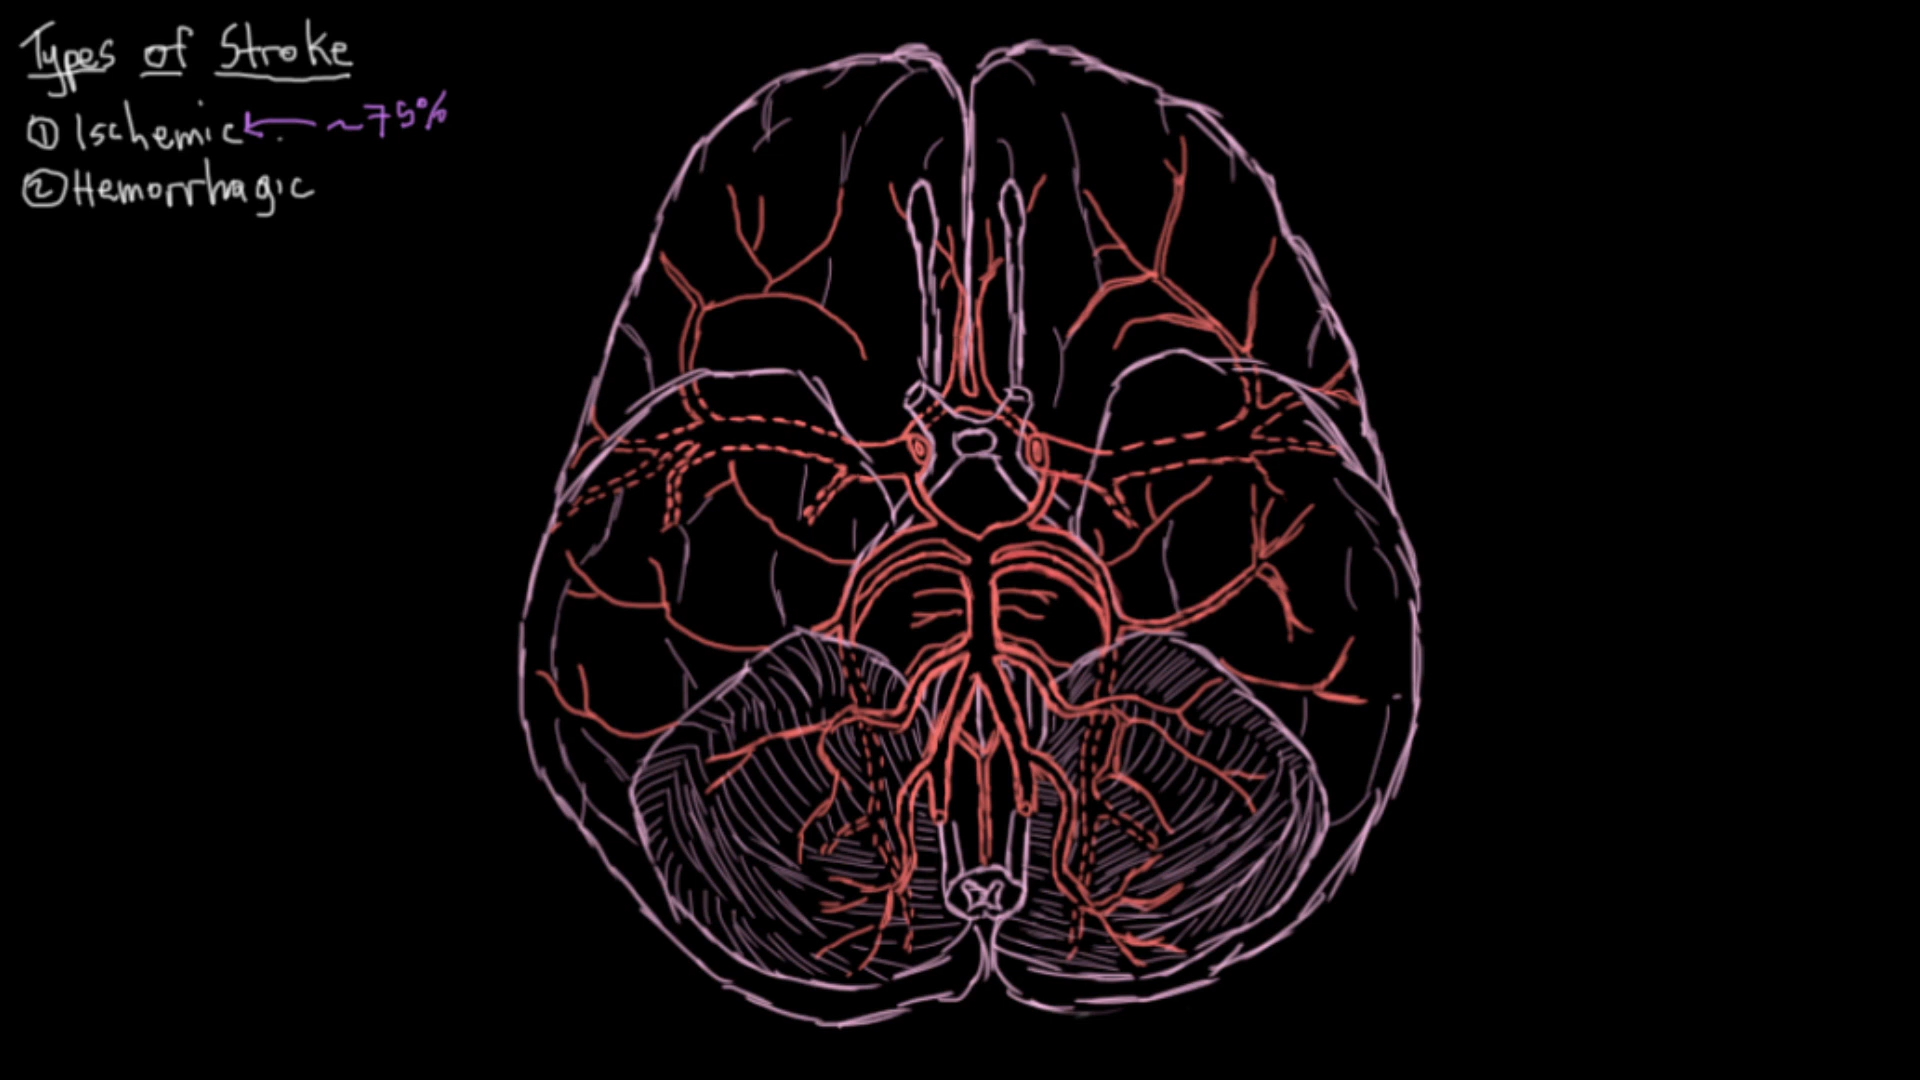 Types of Stroke
① Ischemic ← ~75%
② Hemorrhagic